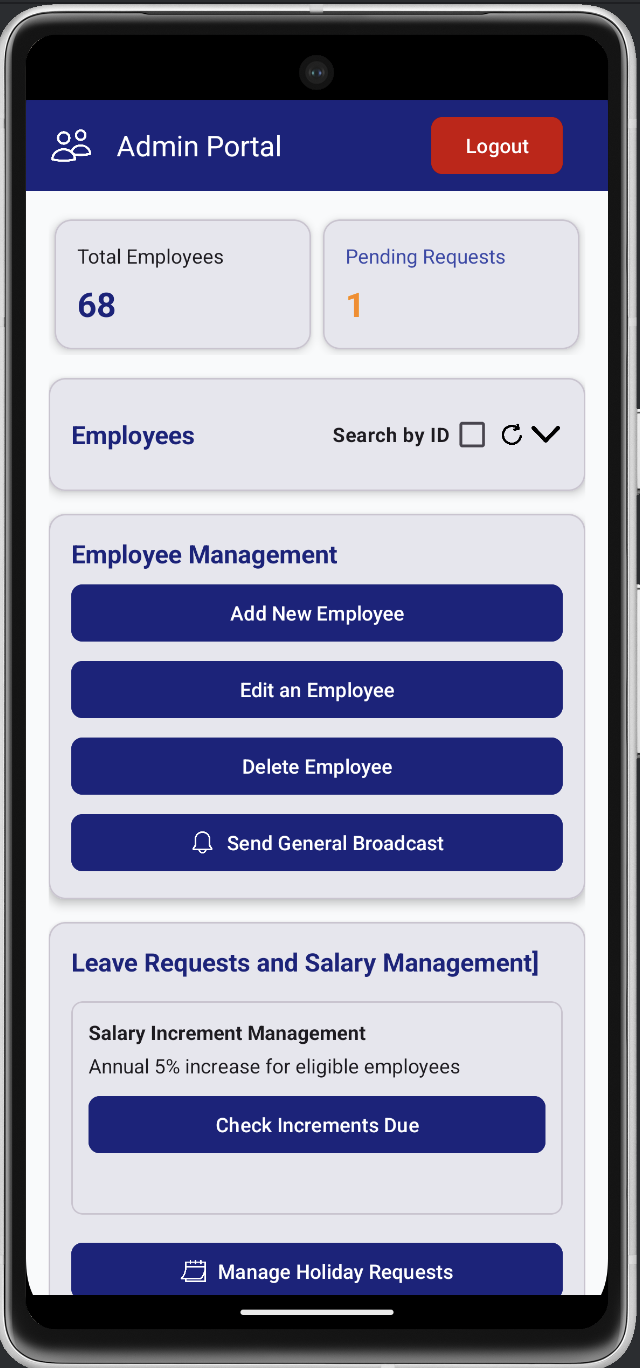 Admin Portal
Logout
Total Employees
68
Pending Requests
1
Employees
Search by ID
Employee Management
Add New Employee
Edit an Employee
Delete Employee
Send General Broadcast
Leave Requests and Salary Management]
Salary Increment Management
Annual 5% increase for eligible employees
Check Increments Due
Manage Holiday Requests